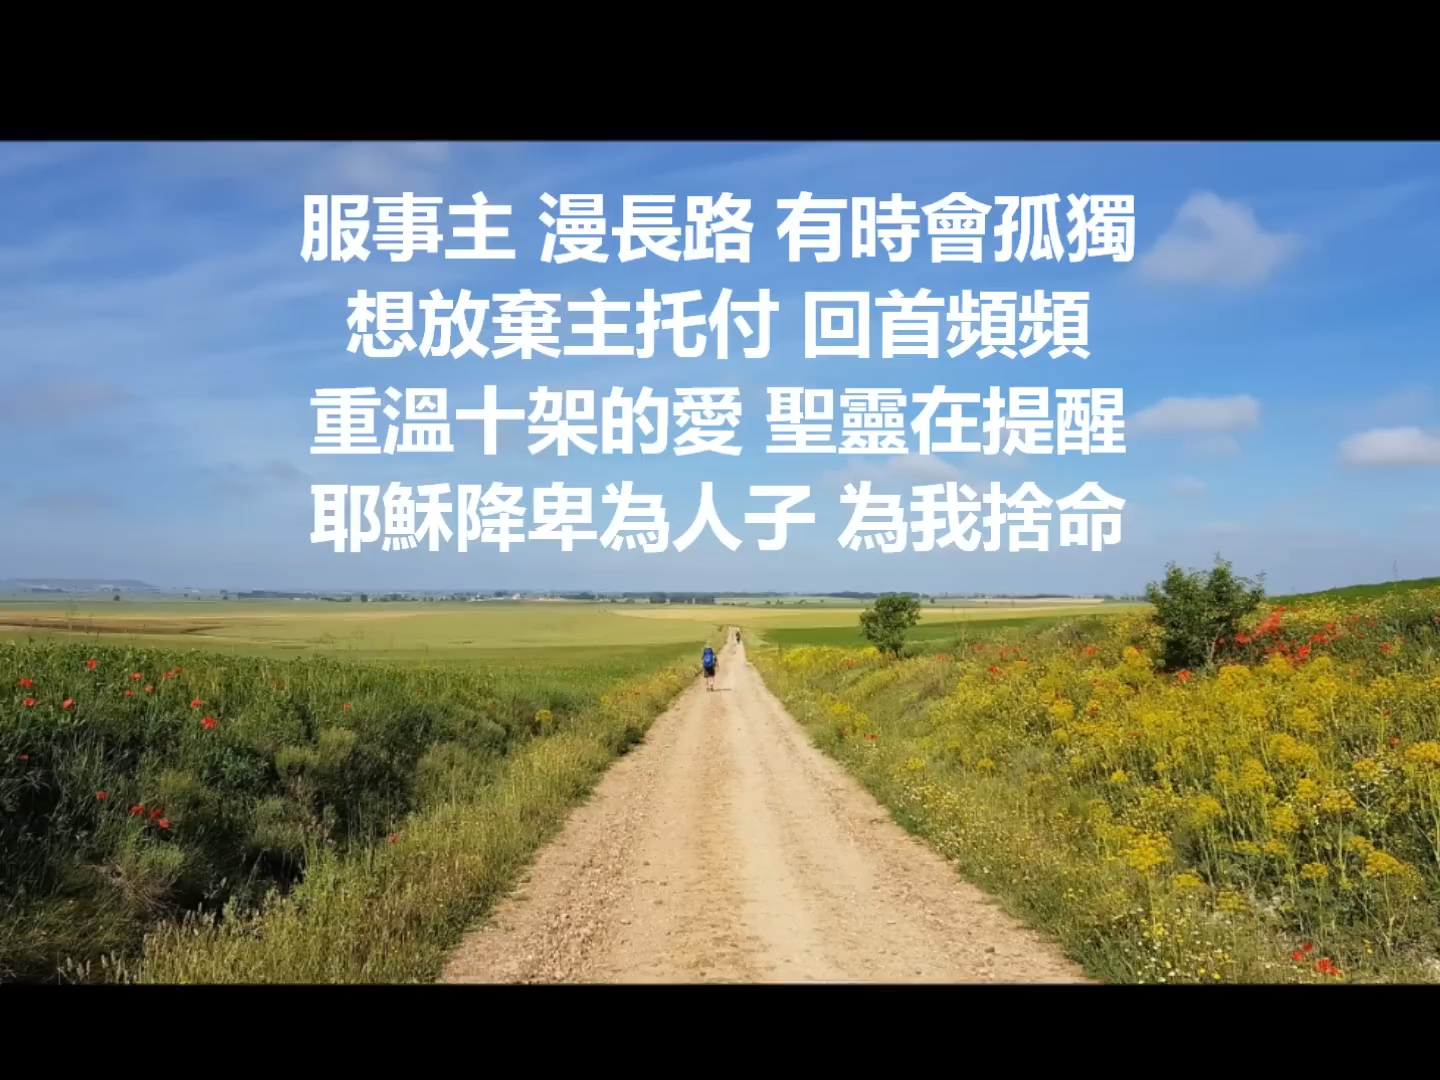 服事主 漫長路 有時會孤獨
想放棄主托付 回首頻頻
重溫十架的愛 聖靈在提醒
耶穌降卑為人子 為我捨命